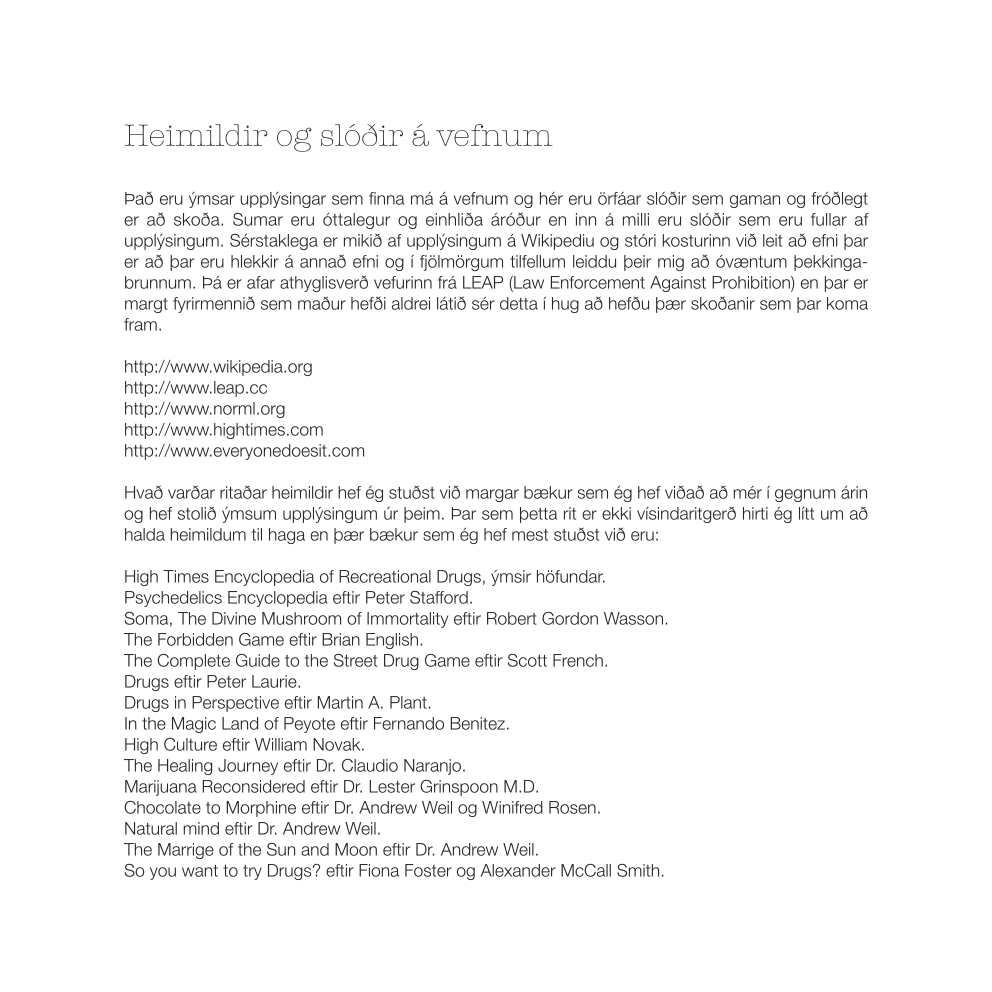 Heimildir og slóðir á vefnum
Það eru ýmsar upplýsingar sem finna má á vefnum og hér eru örfáar slóðir sem gaman og fróðlegt
er að skoða. Sumar eru óttalegur og einhliða áróður en inn á milli eru slóðir sem eru fullar af
upplýsingum. Sérstaklega er mikið af upplýsingum á Wikipediu og stóri kosturinn við leit að efni þar
er að þar eru hlekkir á annað efni og í fjölmörgum tilfellum leiddu þeir mig að óvæntum þekkinga-
brunnum. Þá er afar athyglisverð vefurinn frá LEAP (Law Enforcement Against Prohibition) en þar er
margt fyrirmennið sem maður hefði aldrei látið sér detta í hug að hefðu þær skoðanir sem þar koma
fram.
http://www.wikipedia.org
http://www.leap.cc
http://www.norml.org
http://www.hightimes.com
http://www.everyonedoesit.com
Hvað varðar ritaðar heimildir hef ég stuðst við margar bækur sem ég hef viðað að mér í gegnum árin
og hef stolið ýmsum upplýsingum úr þeim. Þar sem þetta rit er ekki vísindaritgerð hirti ég lítt um að
halda heimildum til haga en þær bækur sem ég hef mest stuðst við eru:
High Times Encyclopedia of Recreational Drugs, ýmsir höfundar.
Psychedelics Encyclopedia eftir Peter Stafford.
Soma, The Divine Mushroom of Immortality eftir Robert Gordon Wasson.
The Forbidden Game eftir Brian English.
The Complete Guide to the Street Drug Game eftir Scott French.
Drugs eftir Peter Laurie.
Drugs in Perspective eftir Martin A. Plant.
In the Magic Land of Peyote eftir Fernando Benitez.
High Culture eftir William Novak.
The Healing Journey eftir Dr. Claudio Naranjo.
Marijuana Reconsidered eftir Dr. Lester Grinspoon M.D.
Chocolate to Morphine eftir Dr. Andrew Weil og Winifred Rosen.
Natural mind eftir Dr. Andrew Weil.
The Marrige of the Sun and Moon eftir Dr. Andrew Weil.
So you want to try Drugs? eftir Fiona Foster og Alexander McCall Smith.